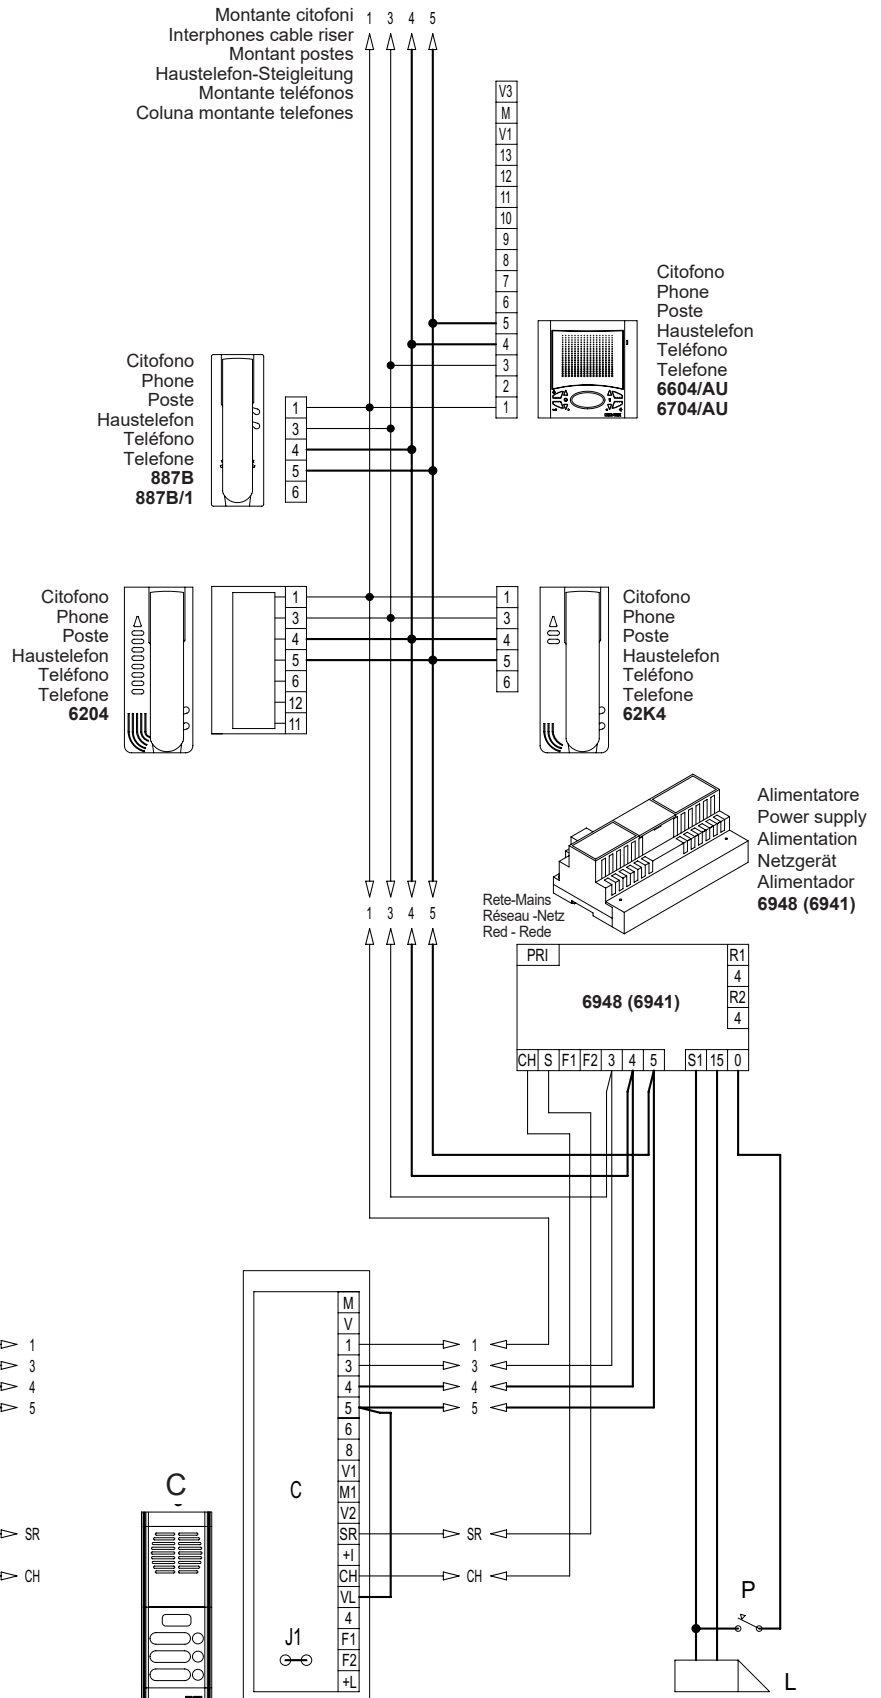 Montante citofoni
Interphones cable riser
Montant postes
Haustelefon-Steigleitung
Montante teléfonos
Coluna montante telefones
1 3 4 5
V3
M
V1
13
12
11
10
9
8
7
6
5
4
3
2
1
Citofono
Phone
Poste
Haustelefon
Teléfono
Telefone
6604/AU
6704/AU
Citofono
Phone
Poste
Haustelefon
Teléfono
Telefone
887B
887B/1
1
3
4
5
6
Citofono
Phone
Poste
Haustelefon
Teléfono
Telefone
6204
1
3
4
5
6
12
11
1
3
4
5
6
Citofono
Phone
Poste
Haustelefon
Teléfono
Telefone
62K4
Alimentatore
Power supply
Alimentation
Netzgerät
Alimentador
6948 (6941)
Rete-Mains
Réseau -Netz
Red - Rede
1 3 4 5
PRI
6948 (6941)
R1
4
R2
4
CH S F1 F2 3 4 5 S1 15 0
1
3
4
5
SR
CH
C
C
J1
M
V
1
3
4
5
6
8
V1
M1
V2
SR
+I
CH
VL
4
F1
F2
+L
1
3
4
5
SR
CH
P
L